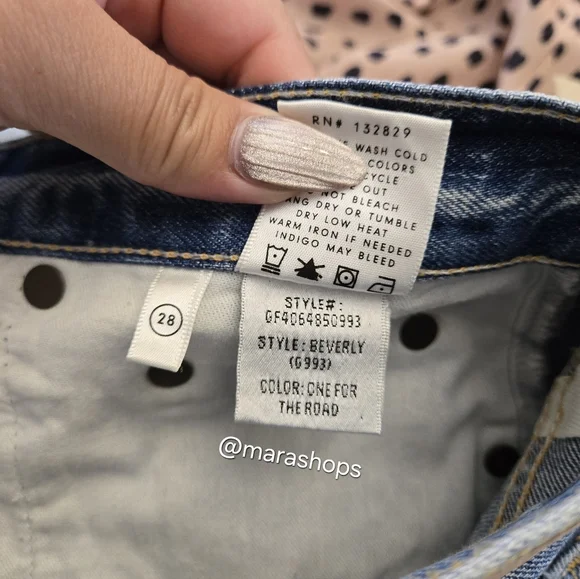 RN# 132829
WASH COLD
COLORS
CYCLE
OUT
NOT BLEACH
ANG DRY OR TUMBLE
DRY LOW HEAT
WARM IRON IF NEEDED
INDIGO MAY BLEED
28
STYLE#:
GF4064850993
STYLE: BEVERLY
(G993)
COLOR: ONE FOR
THE ROAD
@marashops